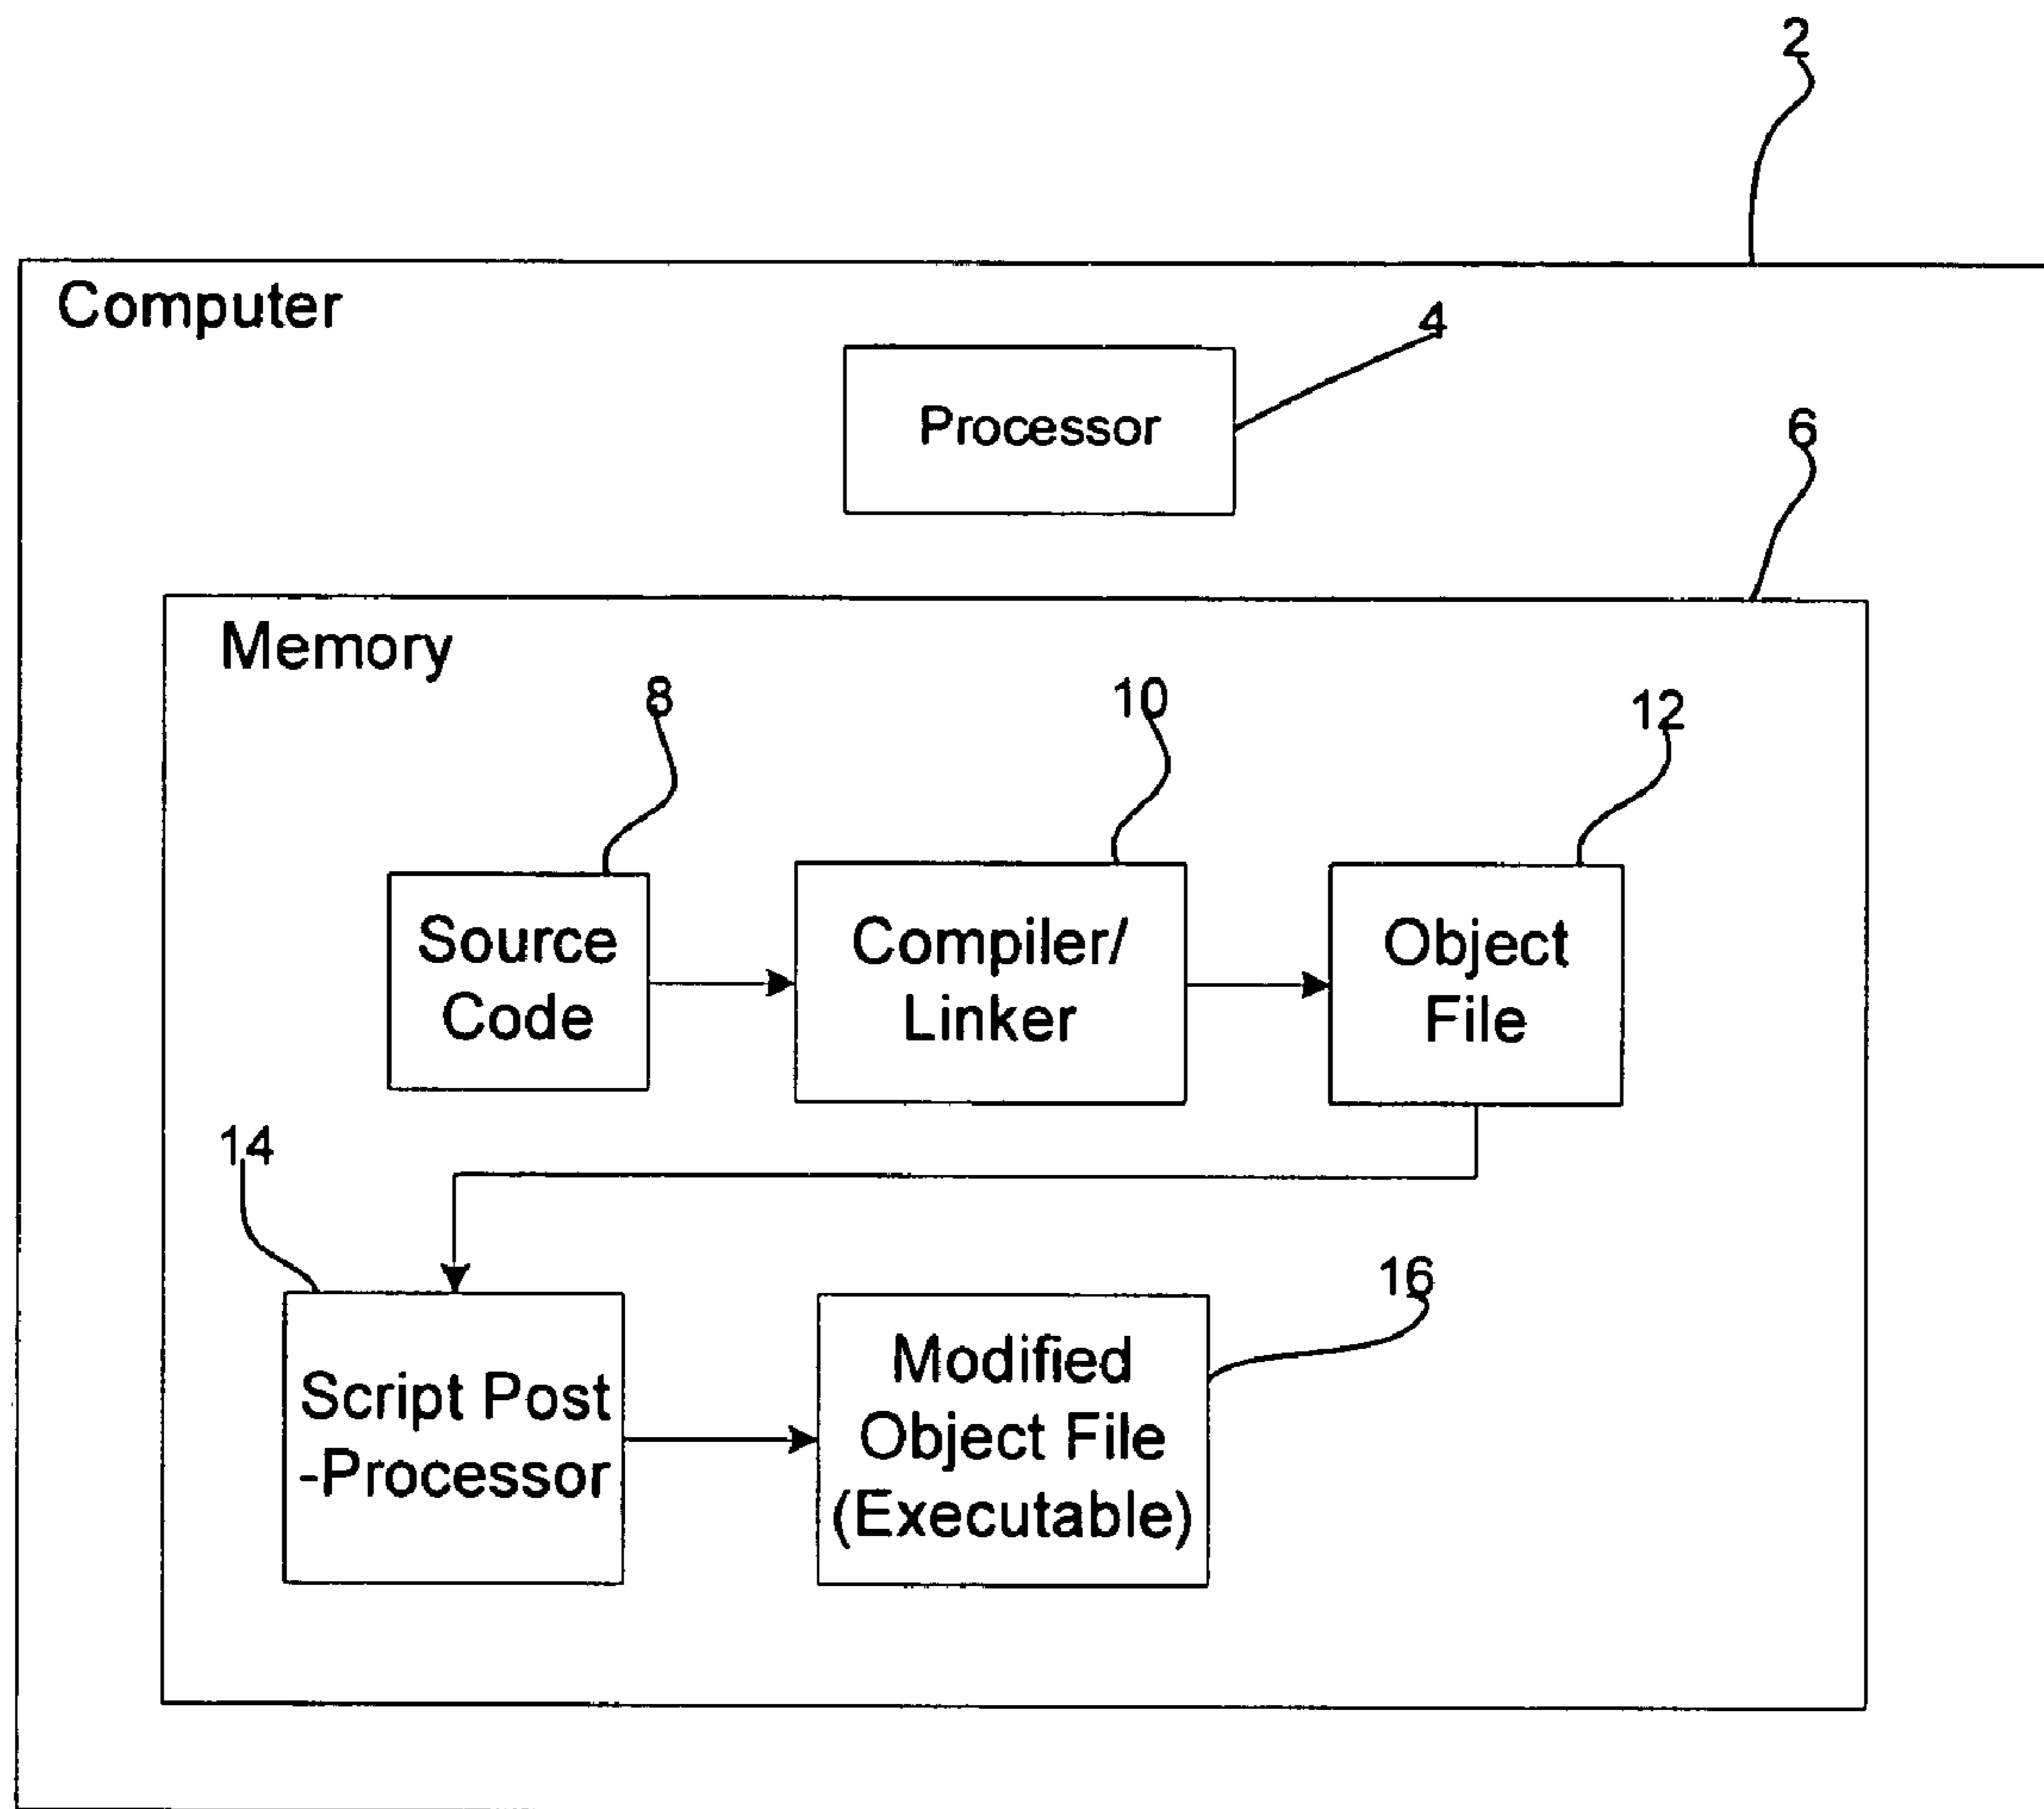 2
Computer
4
Processor
6
Memory
8
10
12
Source
Code
Compiler/
Linker
Object
File
14
16
Script Post
-Processor
Modified
Object File
(Executable)